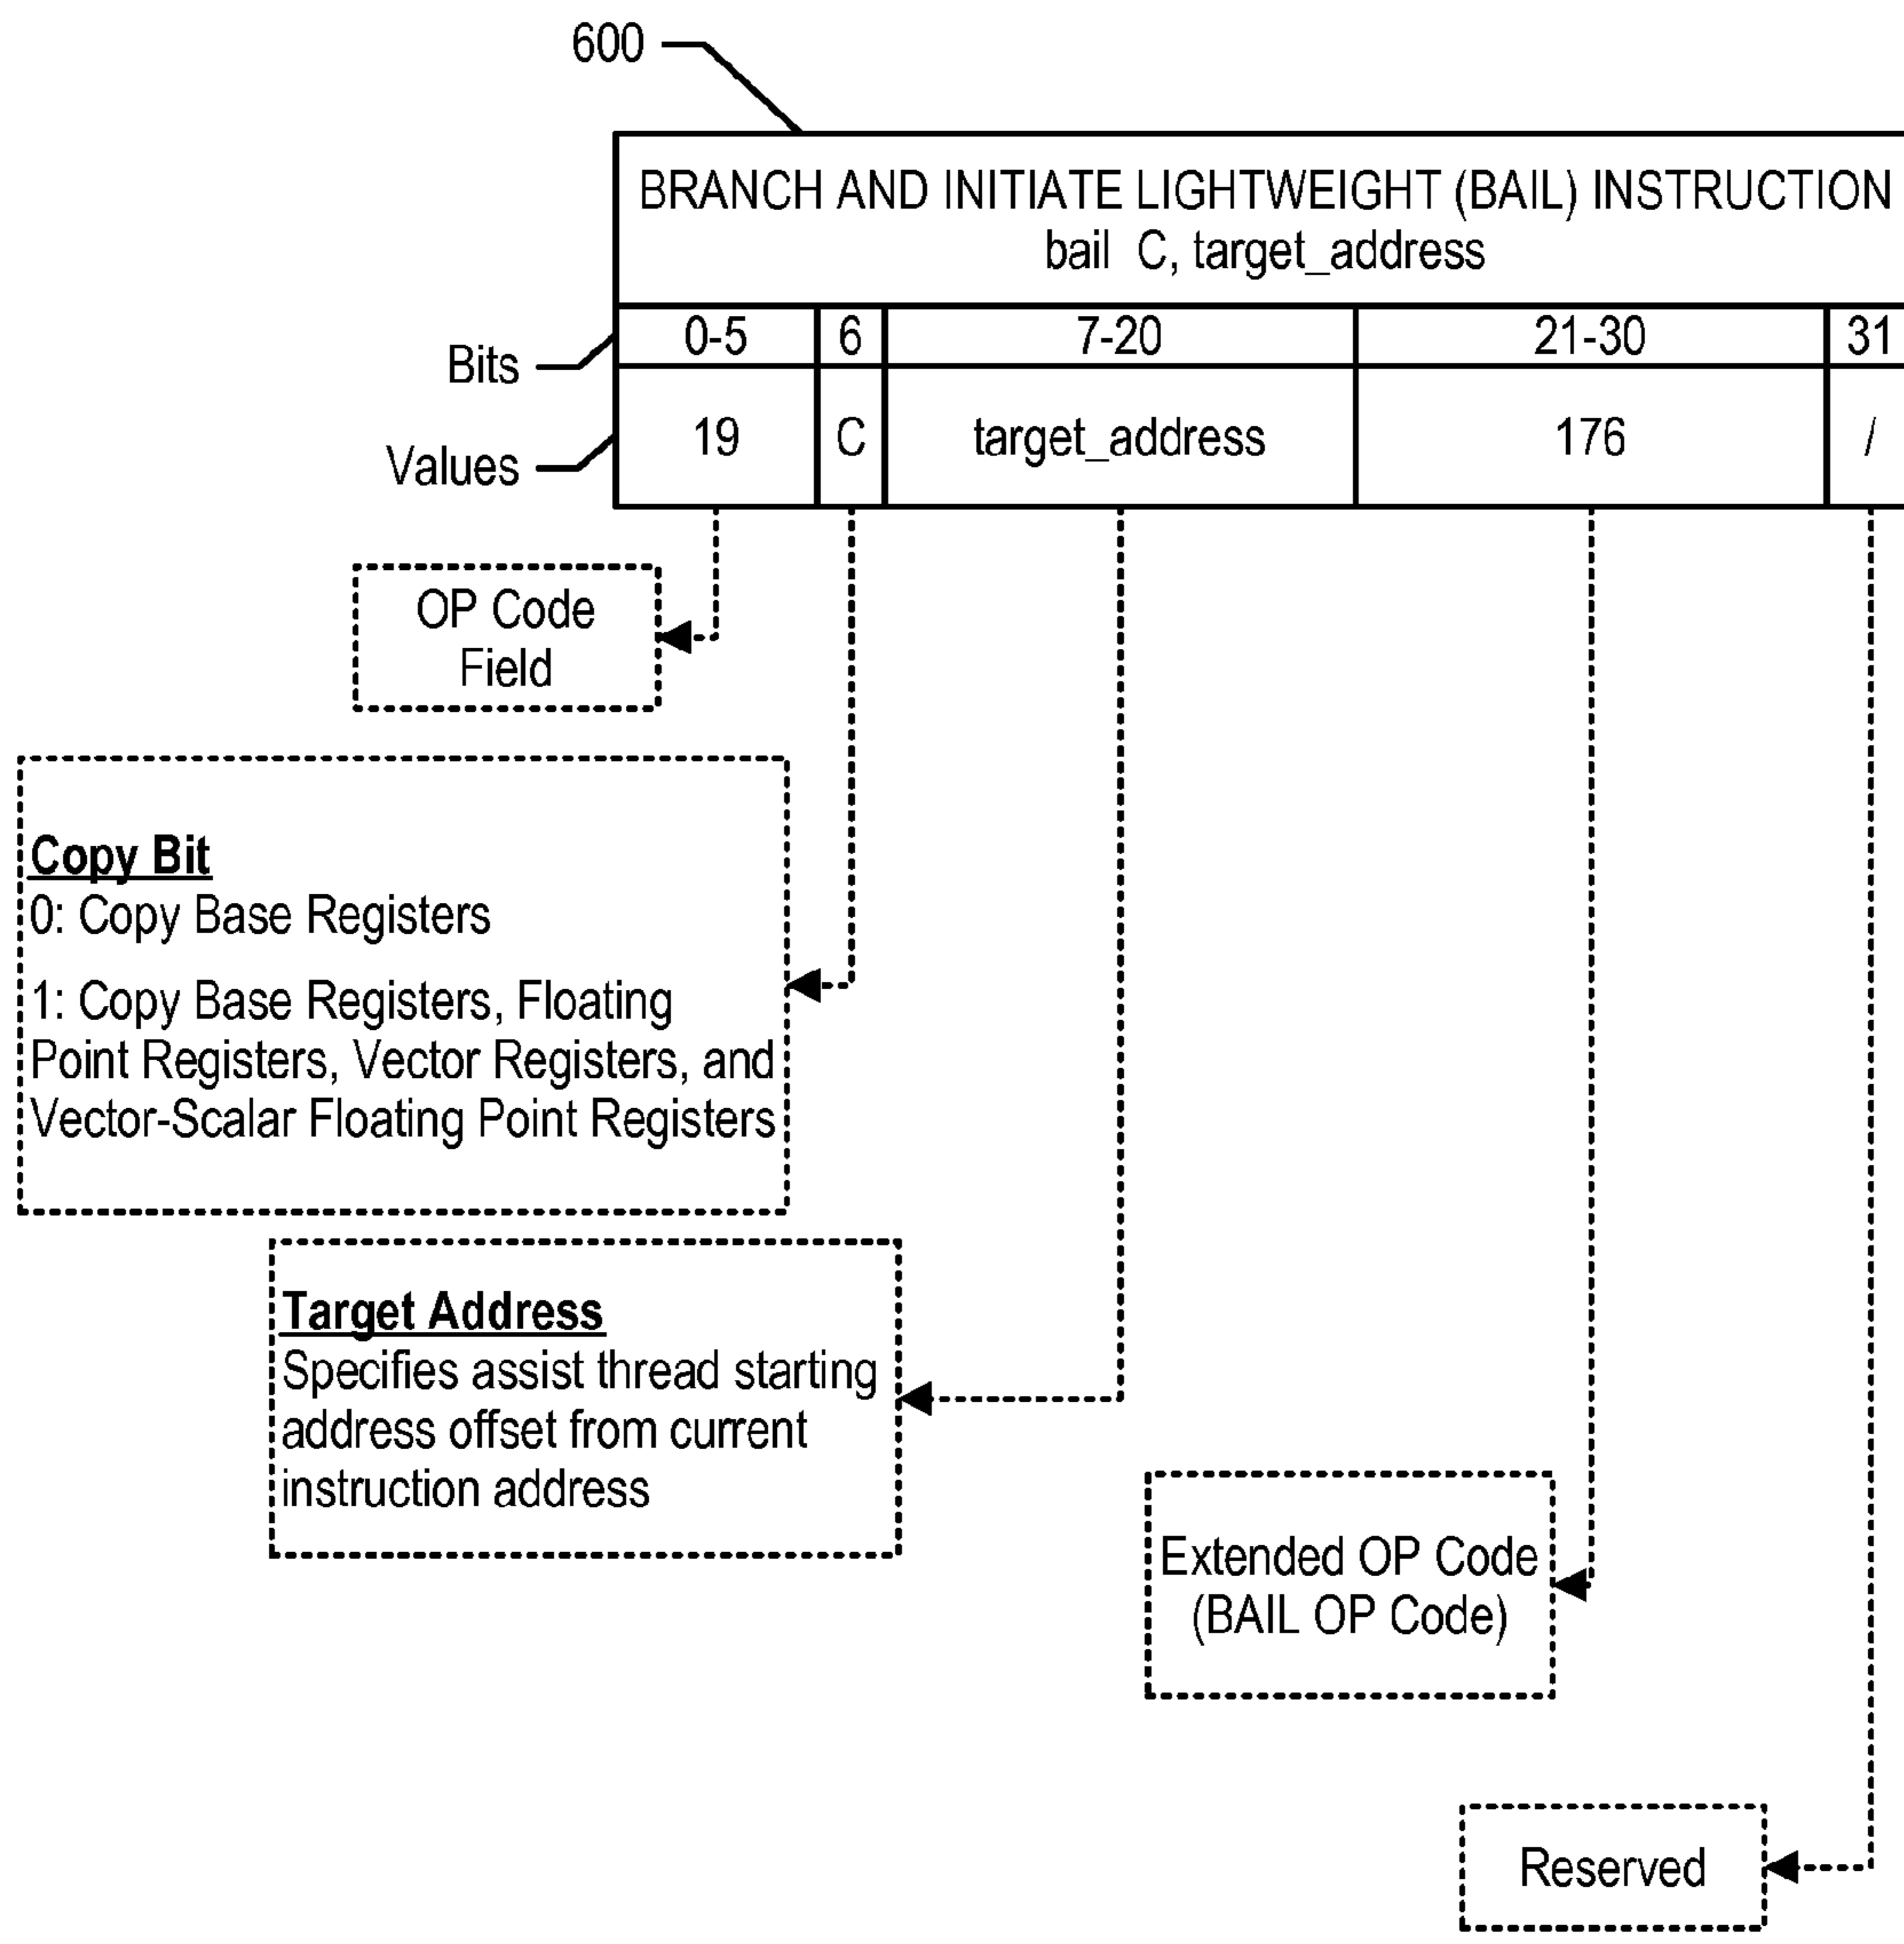 600
BRANCH AND INITIATE LIGHTWEIGHT (BAIL) INSTRUCTION
bail C, target_address
Bits
0-5 6 7-20 21-30 31
Values
19 C target_address 176 /
OP Code
Field
Copy Bit
0: Copy Base Registers
1: Copy Base Registers, Floating
Point Registers, Vector Registers, and
Vector-Scalar Floating Point Registers
Target Address
Specifies assist thread starting
address offset from current
instruction address
Extended OP Code
(BAIL OP Code)
Reserved